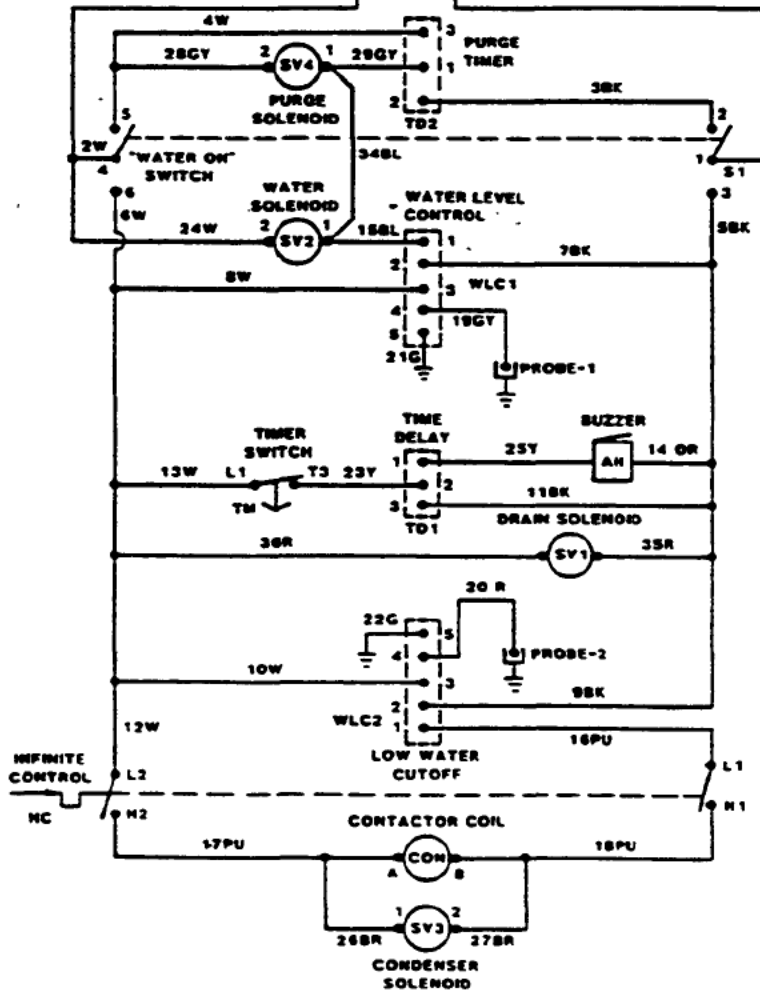 4W
3
PURGE
TIMER
28GY
2
SV4
1
29GY
1
PURGE
SOLENOID
2
TD2
3BK
5
2
2W
4
"WATER ON"
SWITCH
34BL
1
S1
6
3
6W
WATER
SOLENOID
WATER LEVEL
CONTROL
5BK
24W
2
SV2
1
15BL
1
2
7BK
8W
3
WLC1
4
19GY
5
21G
PROBE-1
TIMER
SWITCH
TIME
DELAY
BUZZER
1
25Y
AH
14 OR
13W
L1
T3
23Y
2
TM
3
11BK
TD1
DRAIN SOLENOID
36R
SV1
35R
20 R
22G
5
4
PROBE-2
10W
3
2
9BK
WLC2
1
16PU
12W
LOW WATER
CUTOFF
INFINITE
CONTROL
L2
L1
NC
H2
H1
CONTACTOR COIL
17PU
A
CON
B
18PU
1
SV3
2
26BR
27BR
CONDENSER
SOLENOID